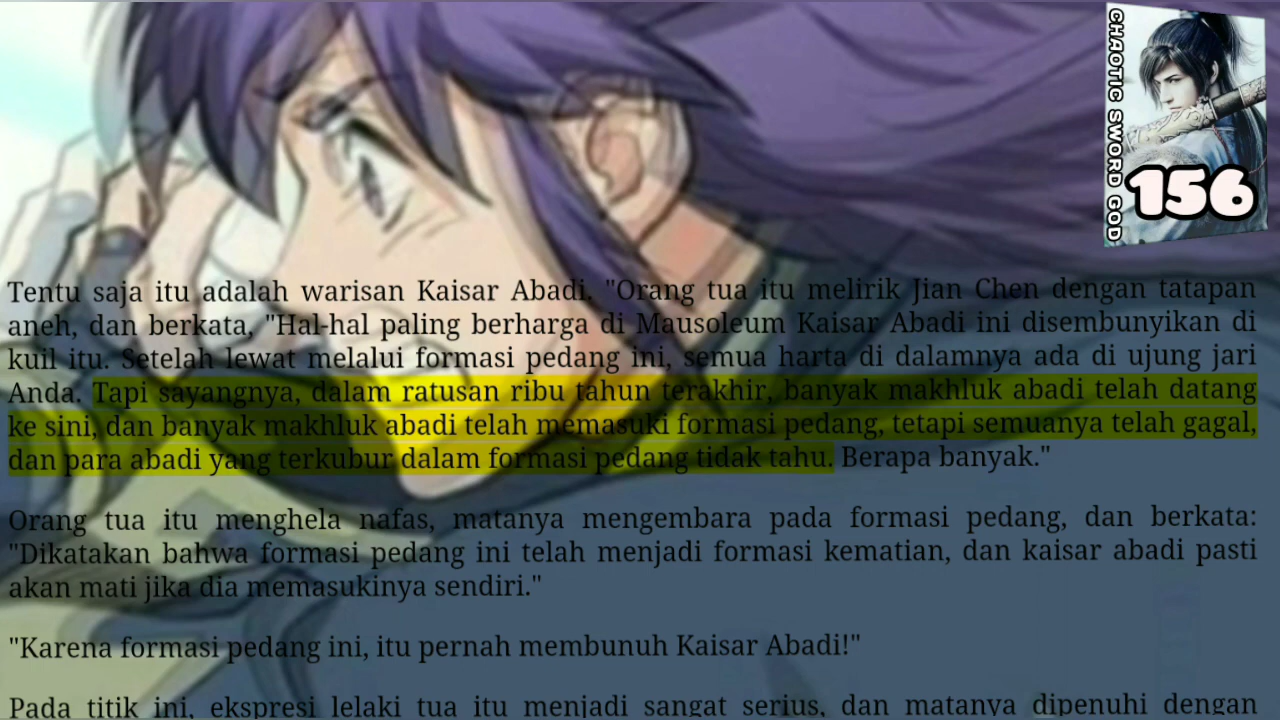 CHAOTIC SWORD GOD
156
Tentu saja itu adalah warisan Kaisar Abadi. "Orang tua itu melirik Jian Chen dengan tatapan
aneh, dan berkata, "Hal-hal paling berharga di Mausoleum Kaisar Abadi ini disembunyikan di
kuil itu. Setelah lewat melalui formasi pedang ini, semua harta di dalamnya ada di ujung jari
Anda. Tapi sayangnya, dalam ratusan ribu tahun terakhir, banyak makhluk abadi telah datang
ke sini, dan banyak makhluk abadi telah memasuki formasi pedang, tetapi semuanya telah gagal,
dan para abadi yang terkubur dalam formasi pedang tidak tahu. Berapa banyak."
Orang tua itu menghela nafas, matanya mengembara pada formasi pedang, dan berkata:
"Dikatakan bahwa formasi pedang ini telah menjadi formasi kematian, dan kaisar abadi pasti
akan mati jika dia memasukinya sendiri."
"Karena formasi pedang ini, itu pernah membunuh Kaisar Abadi!"
Pada titik ini, ekspresi lelaki tua itu menjadi sangat serius, dan matanya dipenuhi dengan